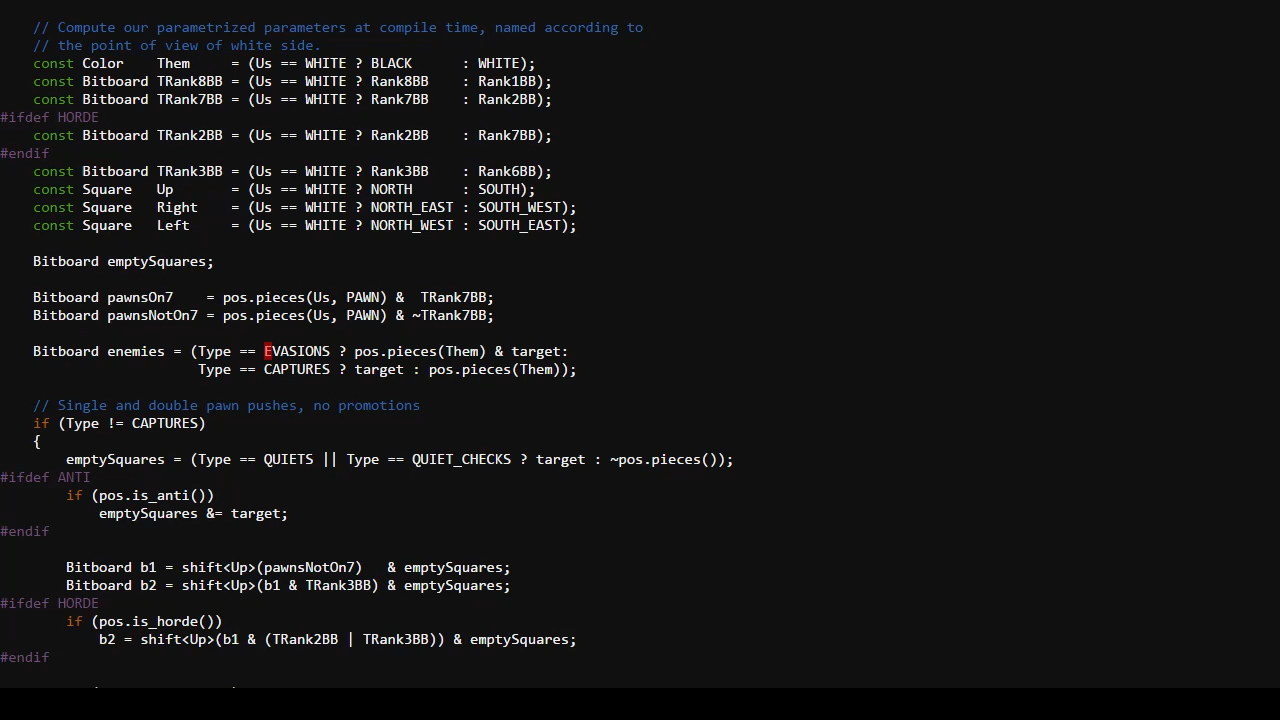 // Compute our parametrized parameters at compile time, named according to
    // the point of view of white side.
    const Color    Them     = (Us == WHITE ? BLACK      : WHITE);
    const Bitboard TRank8BB = (Us == WHITE ? Rank8BB    : Rank1BB);
    const Bitboard TRank7BB = (Us == WHITE ? Rank7BB    : Rank2BB);
#ifdef HORDE
    const Bitboard TRank2BB = (Us == WHITE ? Rank2BB    : Rank7BB);
#endif
    const Bitboard TRank3BB = (Us == WHITE ? Rank3BB    : Rank6BB);
    const Square   Up       = (Us == WHITE ? NORTH      : SOUTH);
    const Square   Right    = (Us == WHITE ? NORTH_EAST : SOUTH_WEST);
    const Square   Left     = (Us == WHITE ? NORTH_WEST : SOUTH_EAST);

    Bitboard emptySquares;

    Bitboard pawnsOn7    = pos.pieces(Us, PAWN) &  TRank7BB;
    Bitboard pawnsNotOn7 = pos.pieces(Us, PAWN) & ~TRank7BB;

    Bitboard enemies = (Type == EVASIONS ? pos.pieces(Them) & target:
                        Type == CAPTURES ? target : pos.pieces(Them));

    // Single and double pawn pushes, no promotions
    if (Type != CAPTURES)
    {
        emptySquares = (Type == QUIETS || Type == QUIET_CHECKS ? target : ~pos.pieces());
#ifdef ANTI
        if (pos.is_anti())
            emptySquares &= target;
#endif

        Bitboard b1 = shift<Up>(pawnsNotOn7)   & emptySquares;
        Bitboard b2 = shift<Up>(b1 & TRank3BB) & emptySquares;
#ifdef HORDE
        if (pos.is_horde())
            b2 = shift<Up>(b1 & (TRank2BB | TRank3BB)) & emptySquares;
#endif